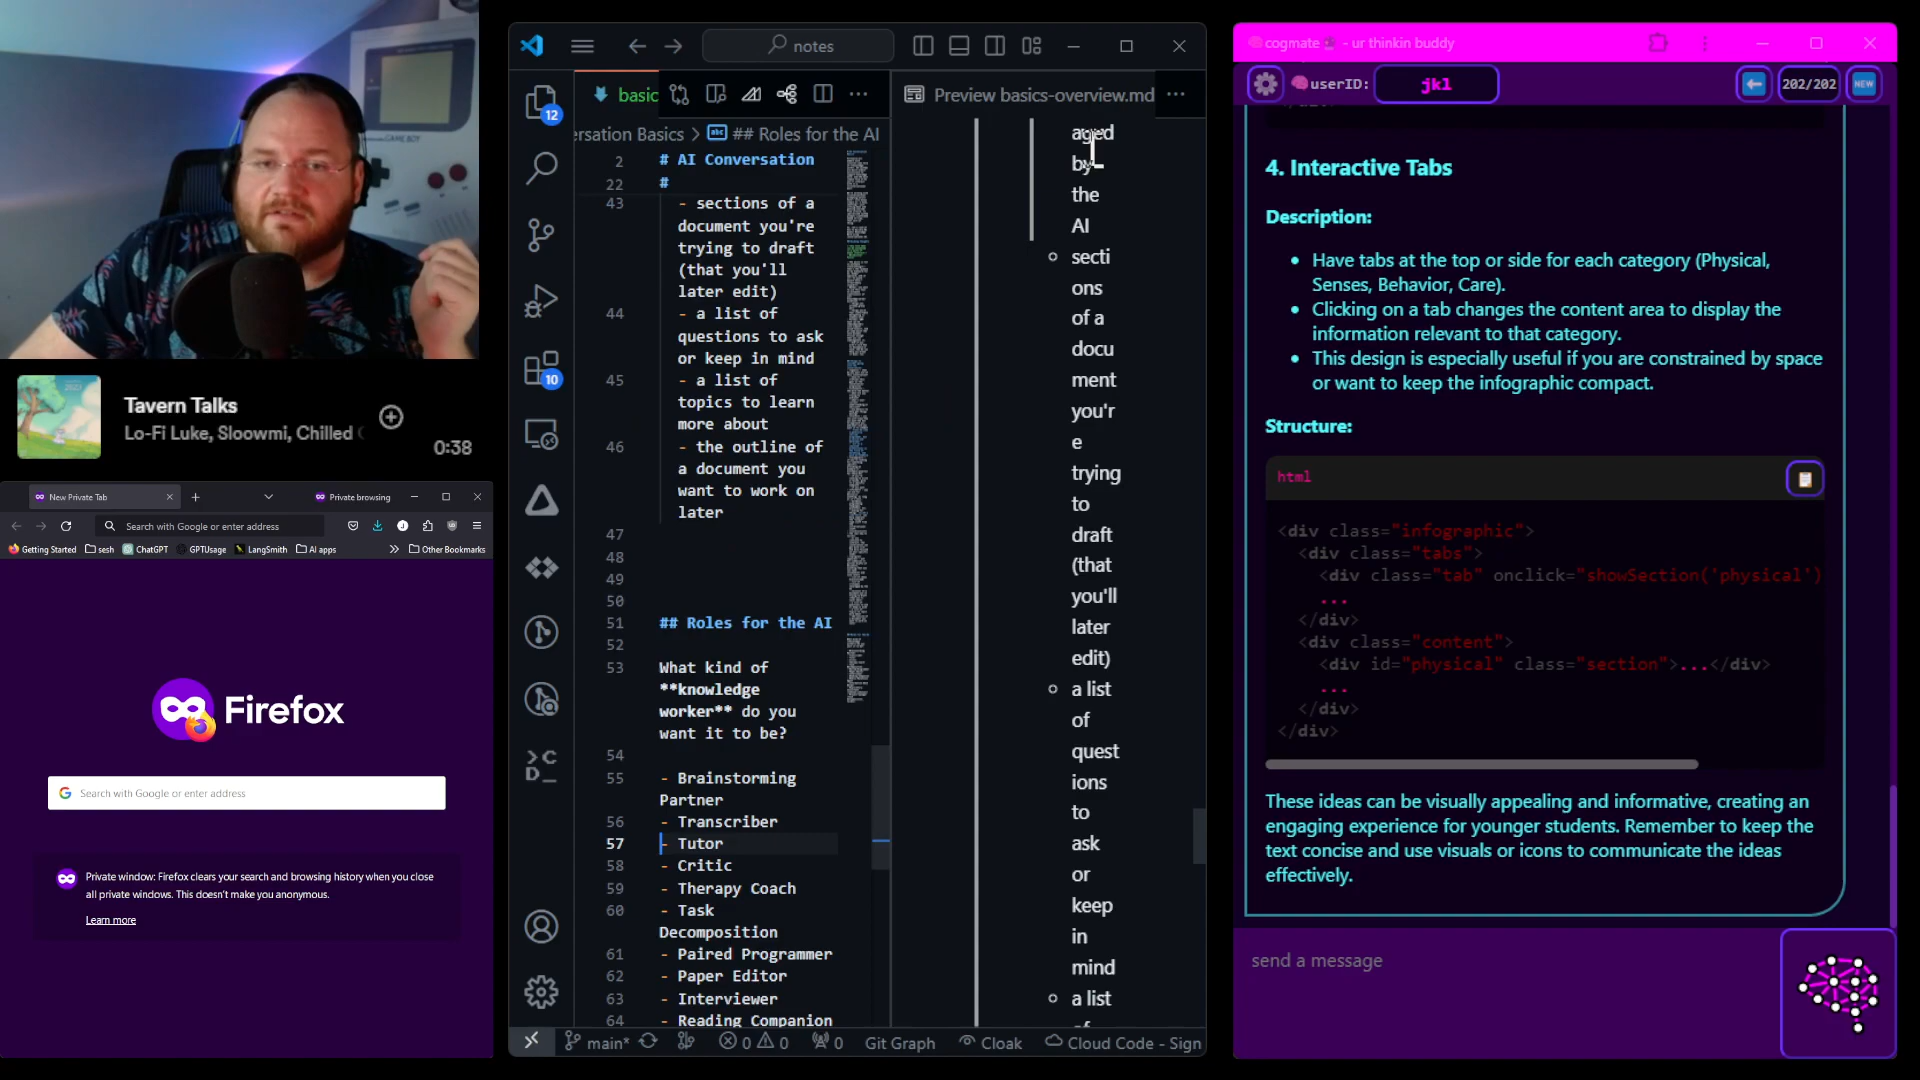 Tavern Talks
Lo-Fi Luke, Sloowmi, Chilled
0:38
New Private Tab
Private browsing
Search with Google or enter address
Getting Started
sesh
ChatGPT
GPTUsage
LangSmith
AI apps
Other Bookmarks
Firefox
Search with Google or enter address
Private window: Firefox clears your search and browsing history when you close
all private windows. This doesn't make you anonymous.
Learn more
notes
12
10
basic
ersation Basics > ## Roles for the AI
2 # AI Conversation
22 #
43 - sections of a
document you're
trying to draft
(that you'll
later edit)
44 - a list of
questions to ask
or keep in mind
45 - a list of
topics to learn
more about
46 - the outline of
a document you
want to work on
later
47
48
49
50
51 ## Roles for the AI
52
53 What kind of
**knowledge
worker** do you
want it to be?
54
55 - Brainstorming
Partner
56 - Transcriber
57 - Tutor
58 - Critic
59 - Therapy Coach
60 - Task
Decomposition
61 - Paired Programmer
62 - Paper Editor
63 - Interviewer
64 - Reading Companion
Preview basics-overview.md
aged
by
the
AI
secti
ons
of a
docu
ment
you'r
e
trying
to
draft
(that
you'll
later
edit)
a list
of
quest
ions
to
ask
or
keep
in
mind
a list
of
main*
0
0
0
Git Graph
Cloak
Cloud Code - Sign
cogmate - ur thinkin buddy
userID:
jkl
202/202
NEW
4. Interactive Tabs
Description:
• Have tabs at the top or side for each category (Physical,
Senses, Behavior, Care).
• Clicking on a tab changes the content area to display the
information relevant to that category.
• This design is especially useful if you are constrained by space
or want to keep the infographic compact.
Structure:
html
<div class="infographic">
<div class="tabs">
<div class="tab" onclick="showSection('physical')
...
</div>
<div class="content">
<div id="physical" class="section">...</div>
...
</div>
</div>
These ideas can be visually appealing and informative, creating an
engaging experience for younger students. Remember to keep the
text concise and use visuals or icons to communicate the ideas
effectively.
send a message